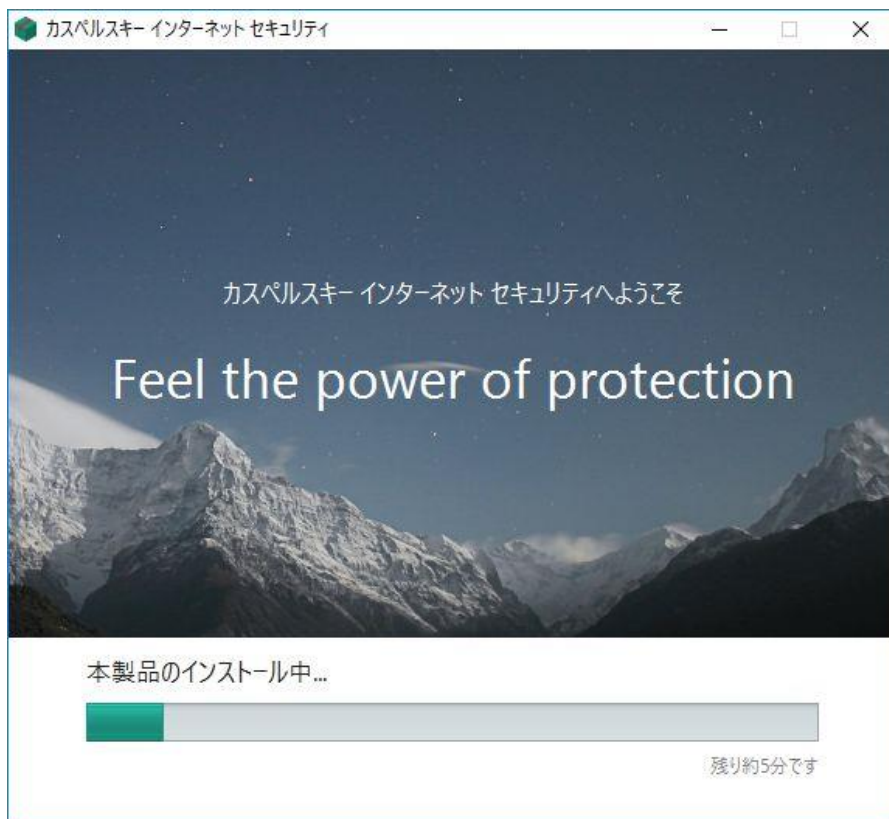 カスペルスキー インターネット セキュリティ
カスペルスキー インターネット セキュリティへようこそ
Feel the power of protection
本製品のインストール中...
残り約5分です